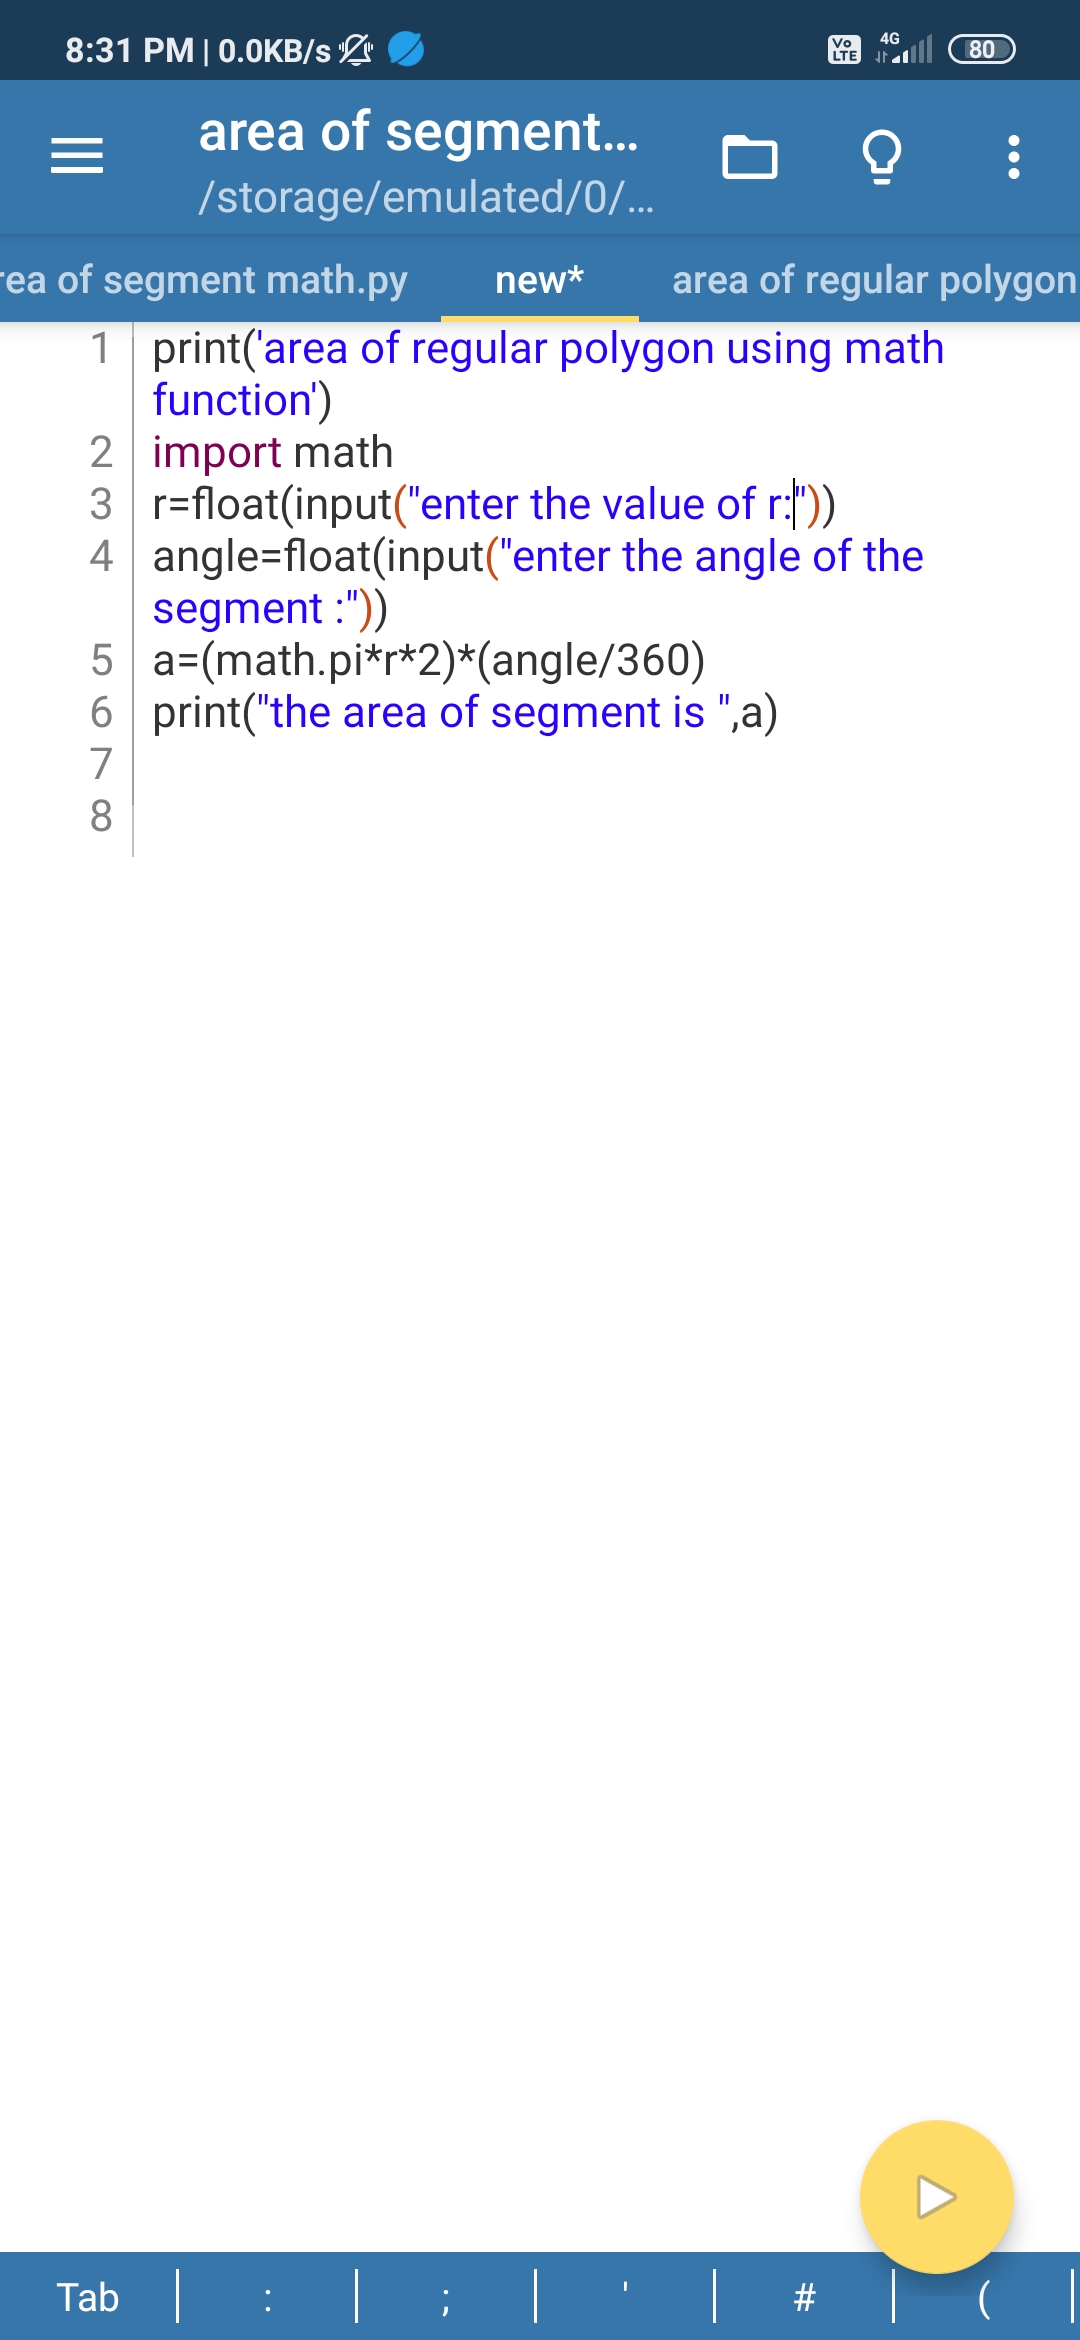 8:31 PM | 0.0KB/s
Vo LTE 4G 80
area of segment...
/storage/emulated/0/...
rea of segment math.py new* area of regular polygon
1 print('area of regular polygon using math
function')
2 import math
3 r=float(input("enter the value of r:"))
4 angle=float(input("enter the angle of the
segment :"))
5 a=(math.pi*r*2)*(angle/360)
6 print("the area of segment is ",a)
7
8
Tab : ; ' # (